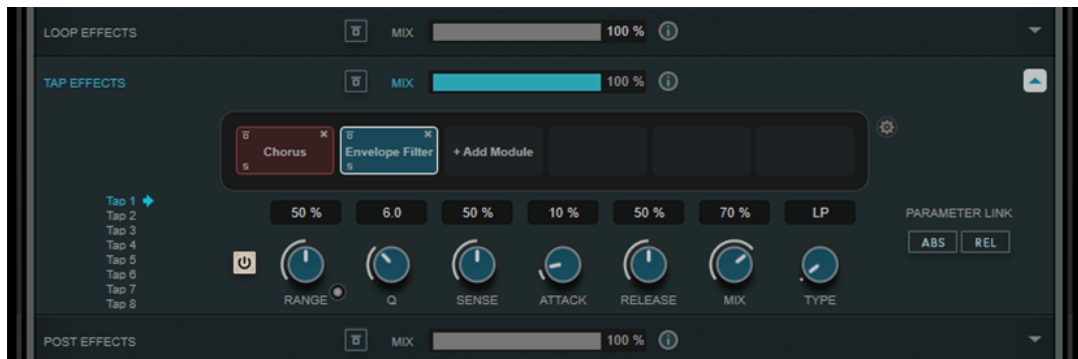 LOOP EFFECTS MIX 100 %
TAP EFFECTS MIX 100 %
Chorus Envelope Filter + Add Module
S S
Tap 1
Tap 2
Tap 3
Tap 4
Tap 5
Tap 6
Tap 7
Tap 8
50 % 6.0 50 % 10 % 50 % 70 % LP
RANGE Q SENSE ATTACK RELEASE MIX TYPE
PARAMETER LINK
ABS REL
POST EFFECTS MIX 100 %